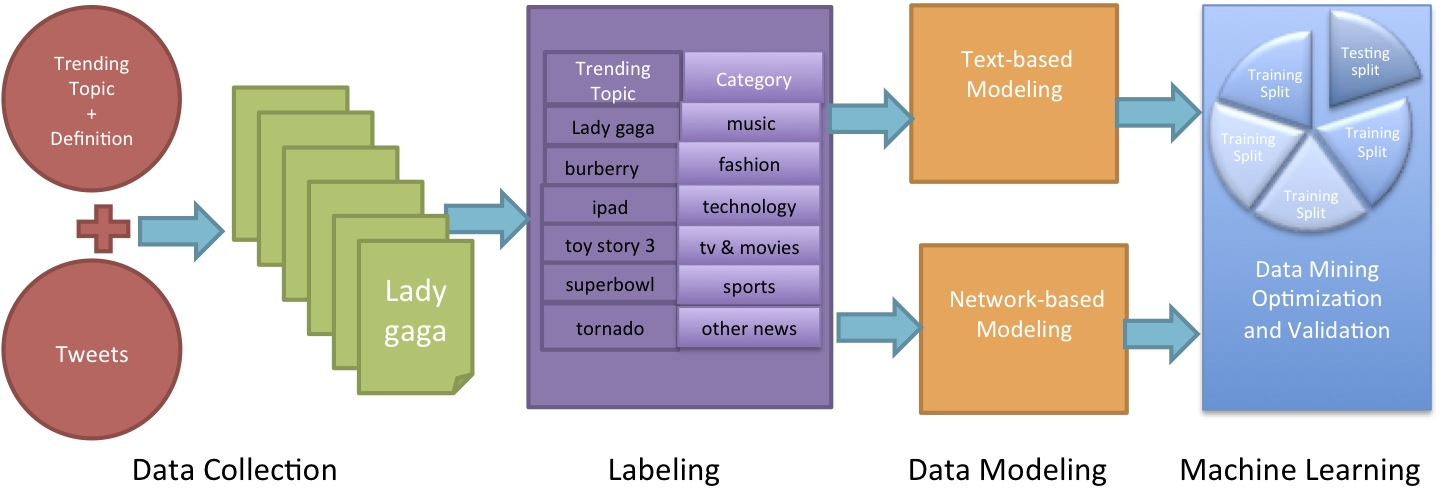 Trending
Topic
+
Definition
Tweets
Lady
gaga
Trending
Topic
Category
Lady gaga
music
burberry
fashion
ipad
technology
toy story 3
tv & movies
superbowl
sports
tornado
other news
Text-based
Modeling
Network-based
Modeling
Testing
split
Training
Split
Training
Split
Training
Split
Training
Split
Data Mining
Optimization
and Validation
Data Collection
Labeling
Data Modeling
Machine Learning